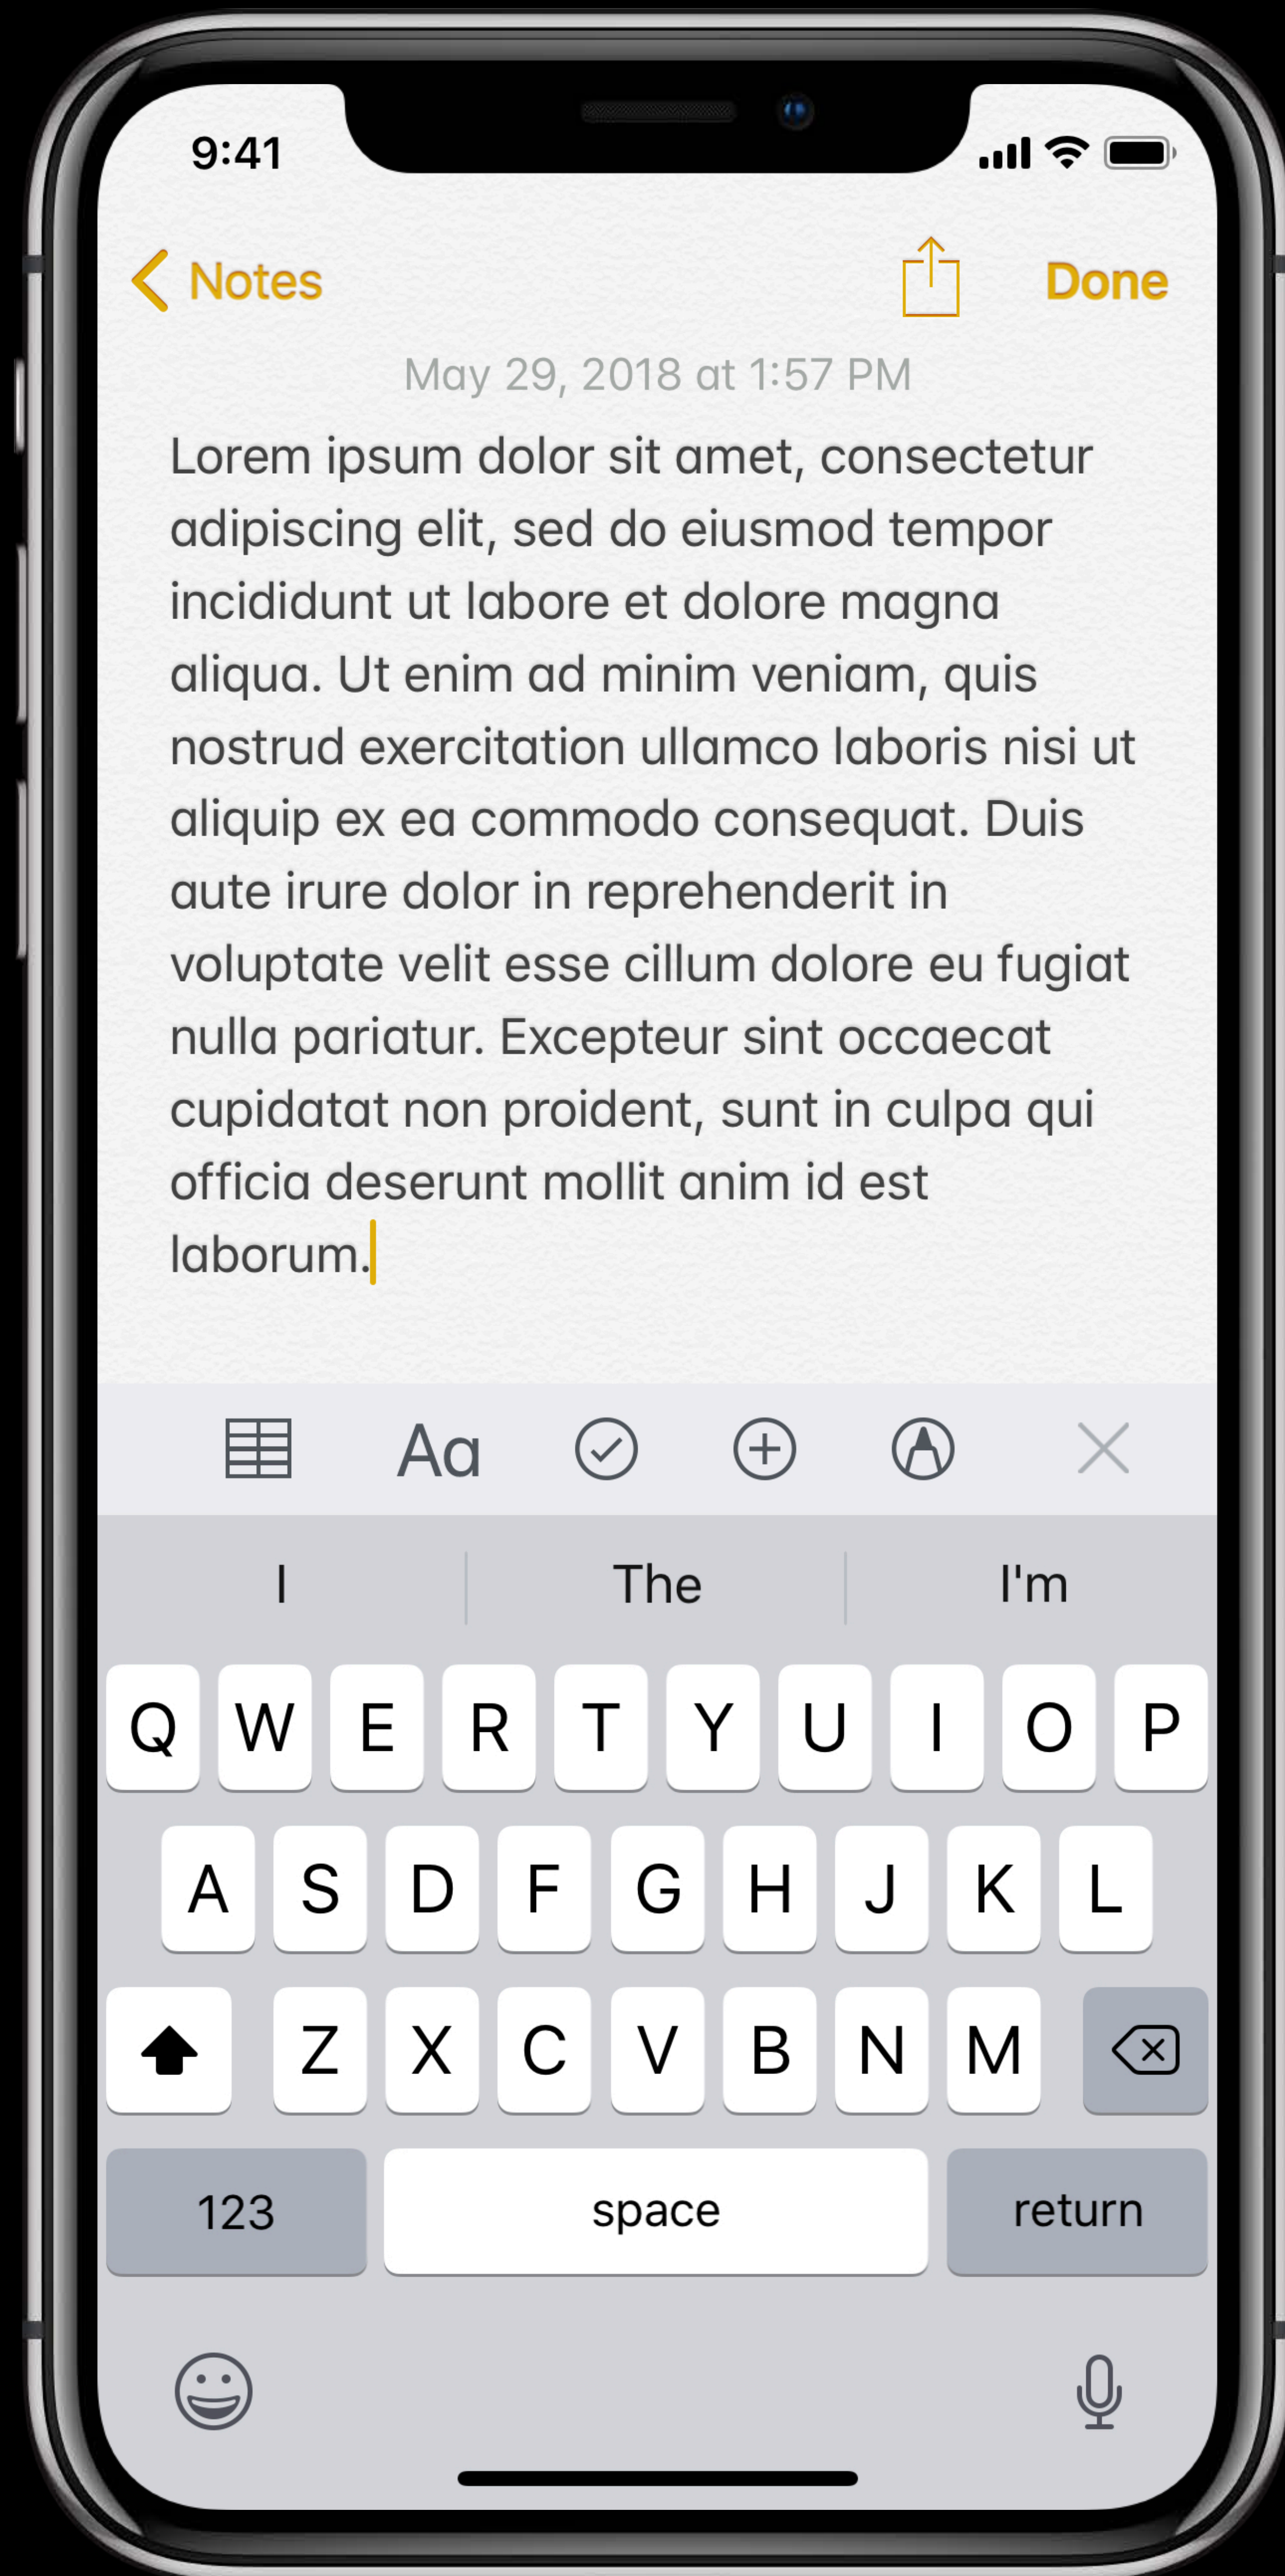 9:41
Notes
Done
May 29, 2018 at 1:57 PM
Lorem ipsum dolor sit amet, consectetur
adipiscing elit, sed do eiusmod tempor
incididunt ut labore et dolore magna
aliqua. Ut enim ad minim veniam, quis
nostrud exercitation ullamco laboris nisi ut
aliquip ex ea commodo consequat. Duis
aute irure dolor in reprehenderit in
voluptate velit esse cillum dolore eu fugiat
nulla pariatur. Excepteur sint occaecat
cupidatat non proident, sunt in culpa qui
officia deserunt mollit anim id est
laborum.
Aa
I The I'm
Q W E R T Y U I O P
A S D F G H J K L
Z X C V B N M
123 space return